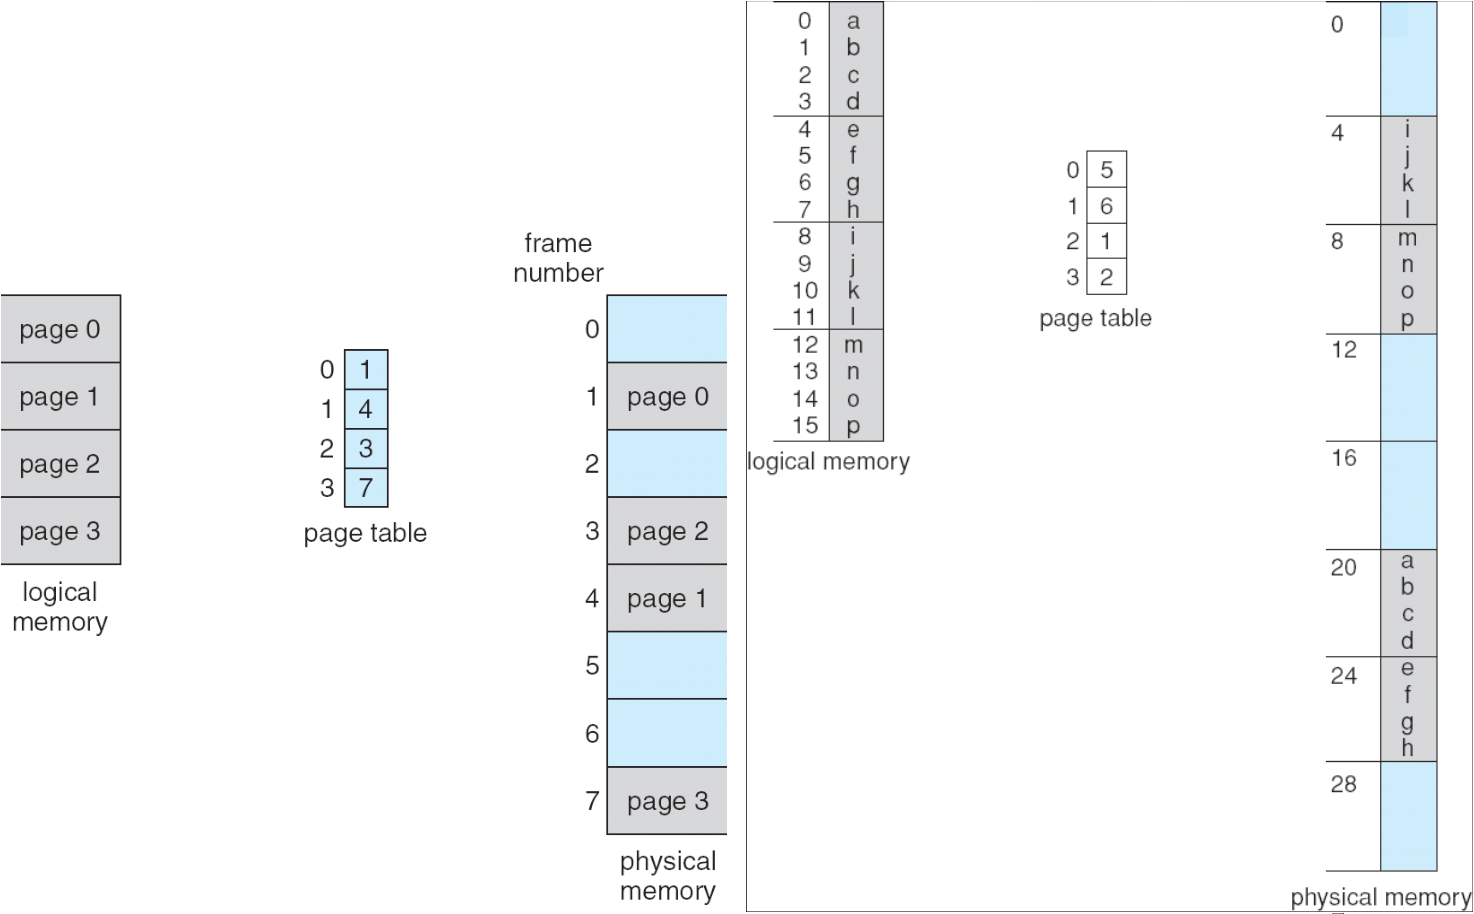 frame
number
page 0
page 1
page 2
page 3
logical
memory
0 1
1 4
2 3
3 7
page table
0
1 page 0
2
3 page 2
4 page 1
5
6
7 page 3
physical
memory
0 a
1 b
2 c
3 d
4 e
5 f
6 g
7 h
8 i
9 j
10 k
11 l
12 m
13 n
14 o
15 p
logical memory
0 5
1 6
2 1
3 2
page table
0
4 i
j
k
l
8 m
n
o
p
12
16
20 a
b
c
d
24 e
f
g
h
28
physical memory